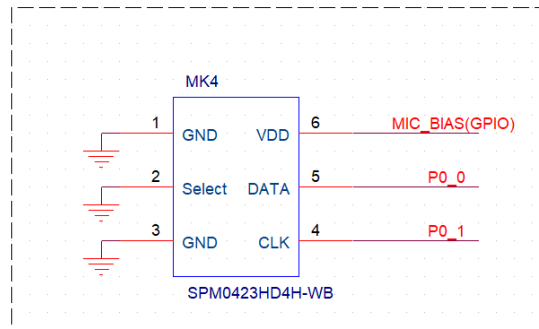 MK4
1 GND VDD 6 MIC_BIAS(GPIO)
2 Select DATA 5 P0_0
3 GND CLK 4 P0_1
SPM0423HD4H-WB